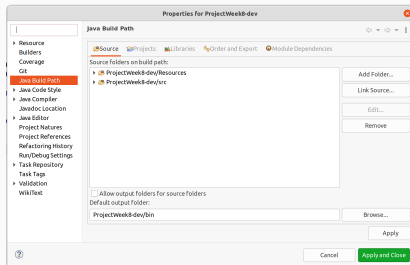 Properties for ProjectWeek8-dev
Java Build Path
Resource
Builders
Coverage
Git
Java Build Path
Java Code Style
Java Compiler
Javadoc Location
Java Editor
Project Natures
Project References
Refactoring History
Run/Debug Settings
Task Repository
Task Tags
Validation
WikiText
Source Projects Libraries Order and Export Module Dependencies
Source folders on build path:
ProjectWeek8-dev/Resources
ProjectWeek8-dev/src
Add Folder...
Link Source...
Edit...
Remove
Allow output folders for source folders
Default output folder:
ProjectWeek8-dev/bin
Browse...
Apply
Cancel
Apply and Close